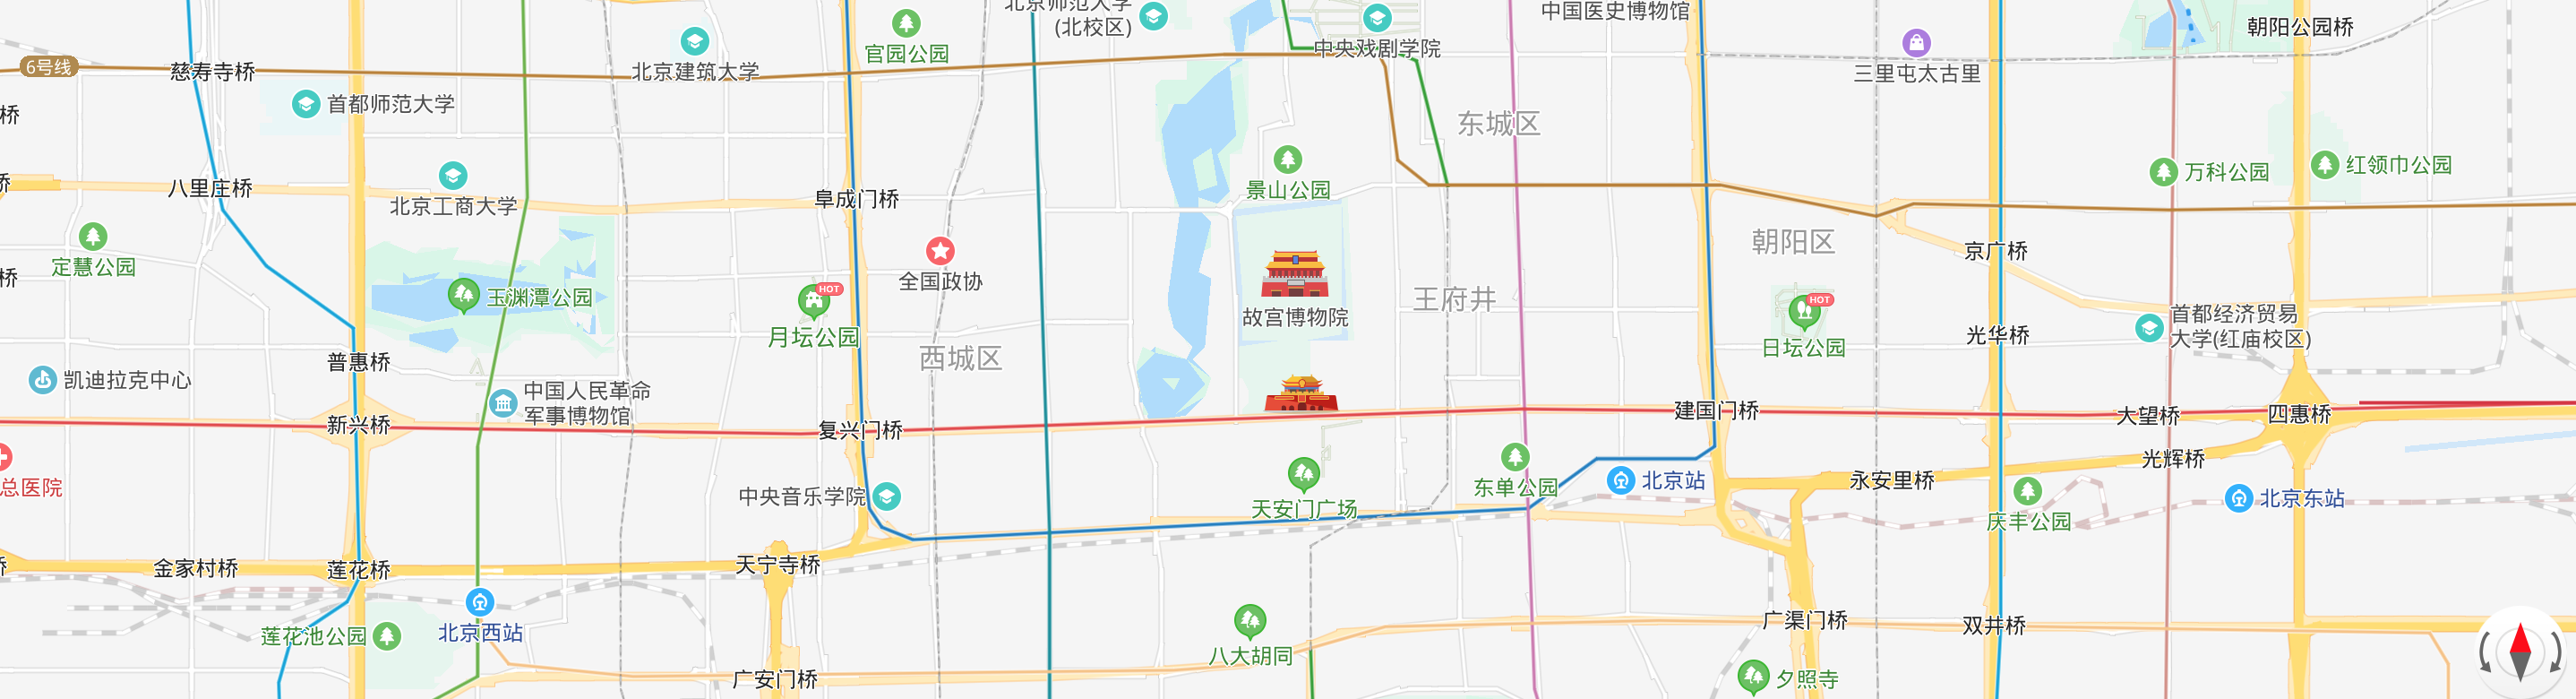 北京师范大学
(北校区)
中国医史博物馆
朝阳公园桥
官园公园
中央戏剧学院
6号线
慈寿寺桥
北京建筑大学
三里屯太古里
首都师范大学
桥
东城区
八里庄桥
桥
北京工商大学
阜成门桥
景山公园
万科公园
红领巾公园
定慧公园
桥
全国政协
朝阳区
京广桥
玉渊潭公园
HOT
月坛公园
故宫博物院
王府井
HOT
日坛公园
光华桥
首都经济贸易
大学(红庙校区)
普惠桥
西城区
凯迪拉克中心
中国人民革命
军事博物馆
新兴桥
复兴门桥
建国门桥
大望桥
四惠桥
总医院
中央音乐学院
天安门广场
东单公园
北京站
永安里桥
光辉桥
庆丰公园
北京东站
桥
金家村桥
莲花桥
天宁寺桥
莲花池公园
北京西站
八大胡同
广渠门桥
双井桥
广安门桥
夕照寺